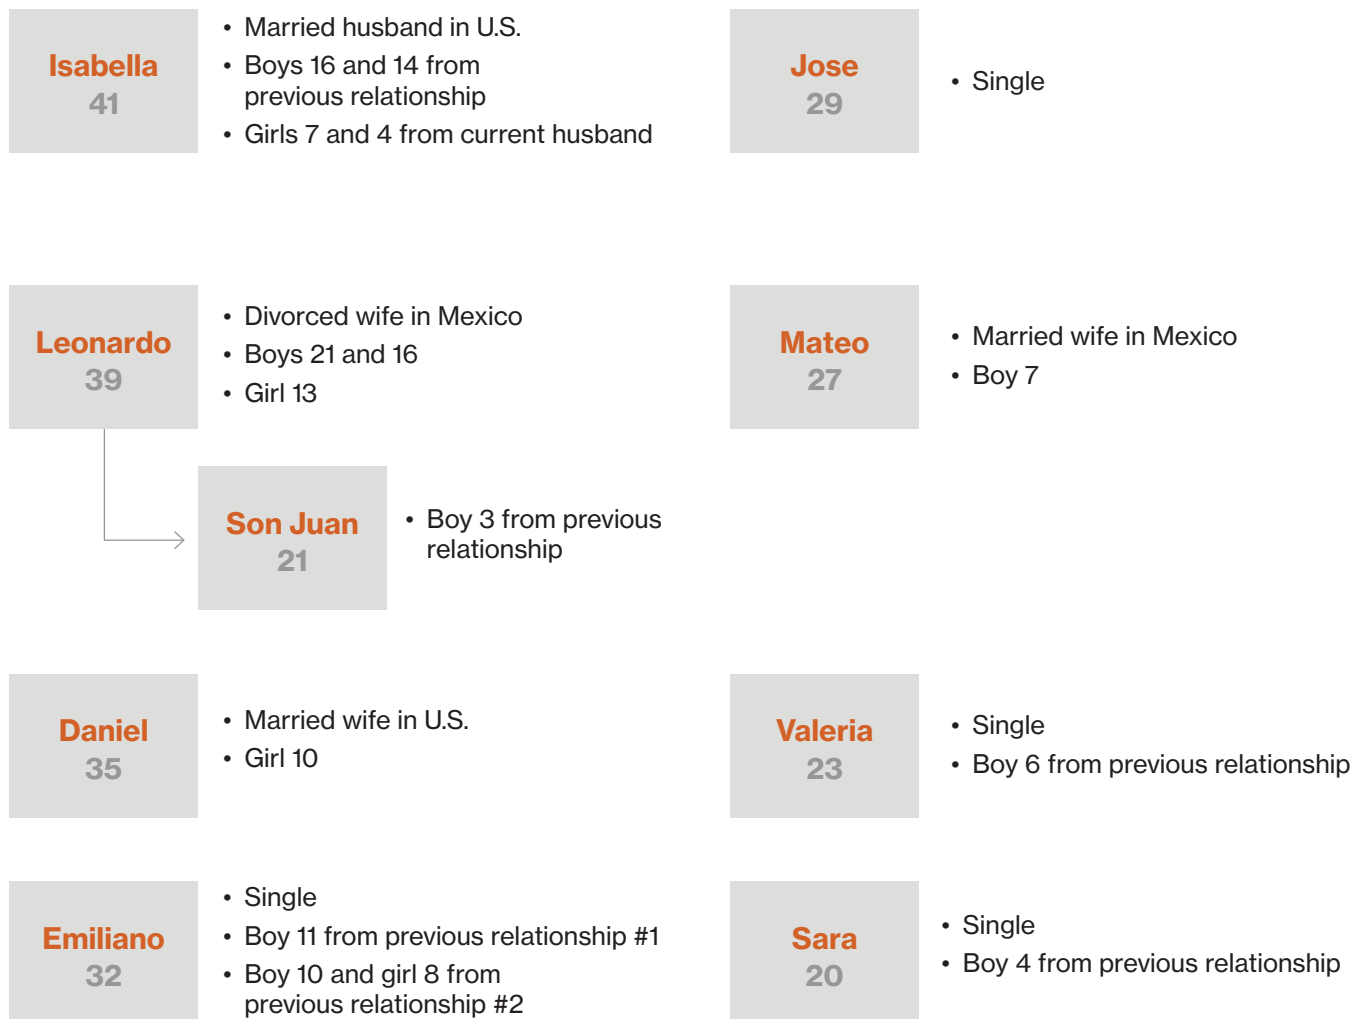 Isabella
41
• Married husband in U.S.
• Boys 16 and 14 from
previous relationship
• Girls 7 and 4 from current husband
Jose
29
• Single
Leonardo
39
• Divorced wife in Mexico
• Boys 21 and 16
• Girl 13
Mateo
27
• Married wife in Mexico
• Boy 7
Son Juan
21
• Boy 3 from previous
relationship
Daniel
35
• Married wife in U.S.
• Girl 10
Valeria
23
• Single
• Boy 6 from previous relationship
Emiliano
32
• Single
• Boy 11 from previous relationship #1
• Boy 10 and girl 8 from
previous relationship #2
Sara
20
• Single
• Boy 4 from previous relationship